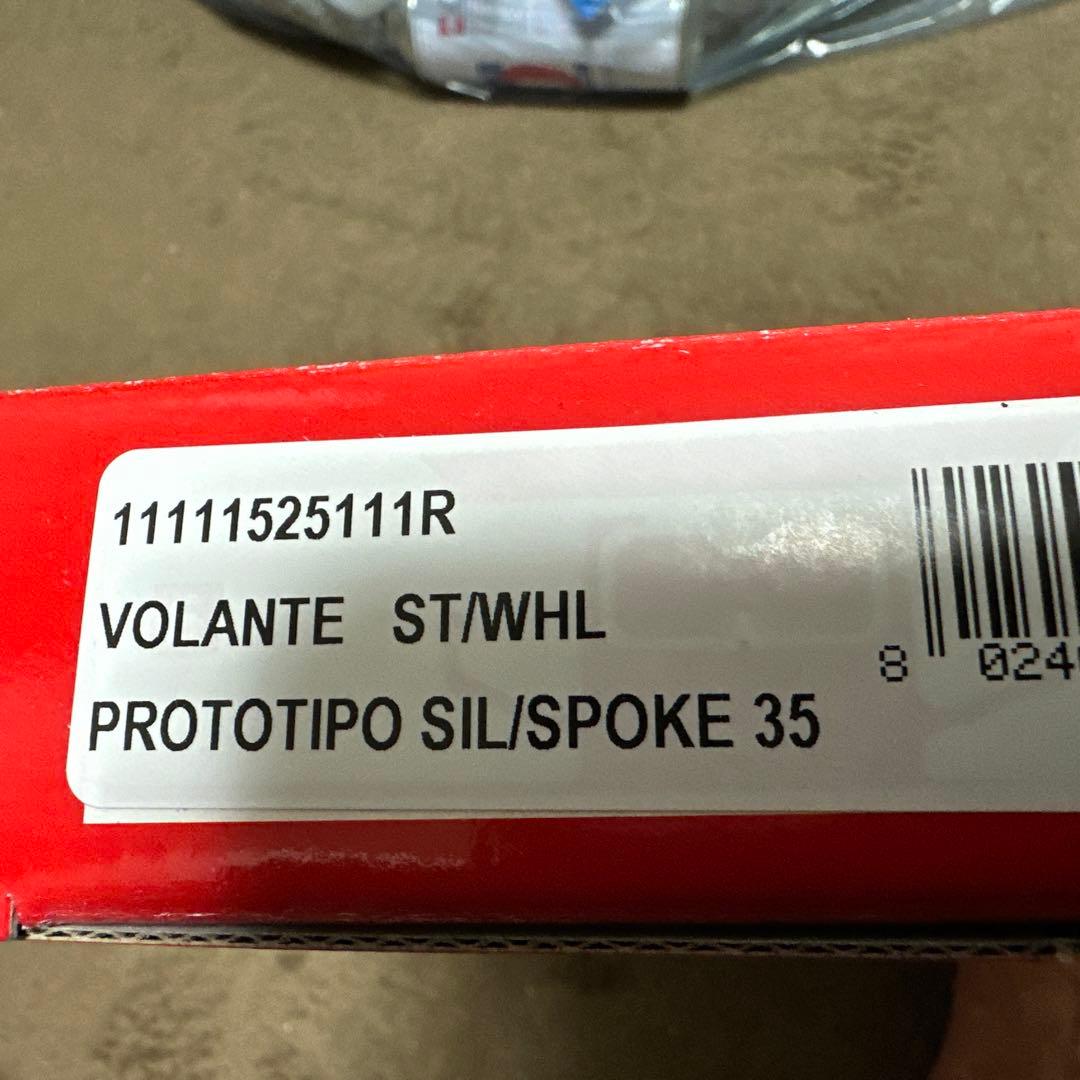 11111525111R
VOLANTE ST/WHL
PROTOTIPO SIL/SPOKE 35
8 024